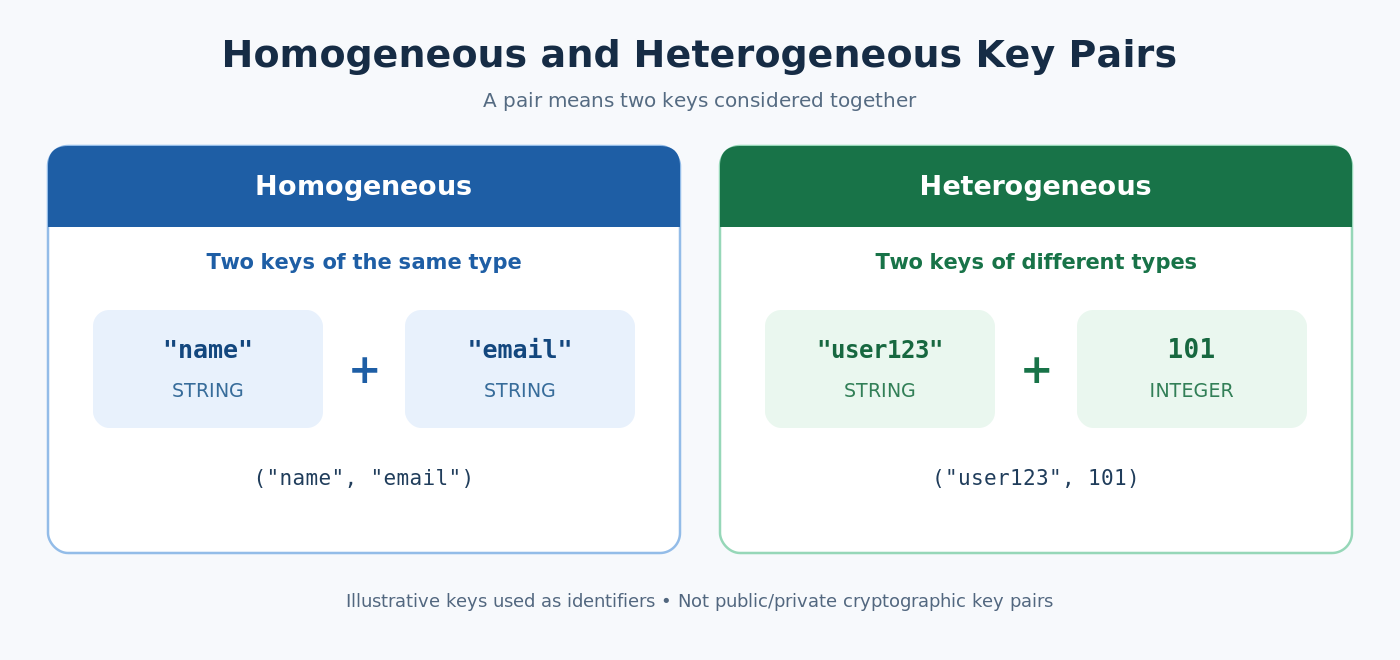 Homogeneous and Heterogeneous Key Pairs
A pair means two keys considered together
Homogeneous
Two keys of the same type
"name"
STRING
+
"email"
STRING
("name", "email")
Heterogeneous
Two keys of different types
"user123"
STRING
+
101
INTEGER
("user123", 101)
Illustrative keys used as identifiers • Not public/private cryptographic key pairs